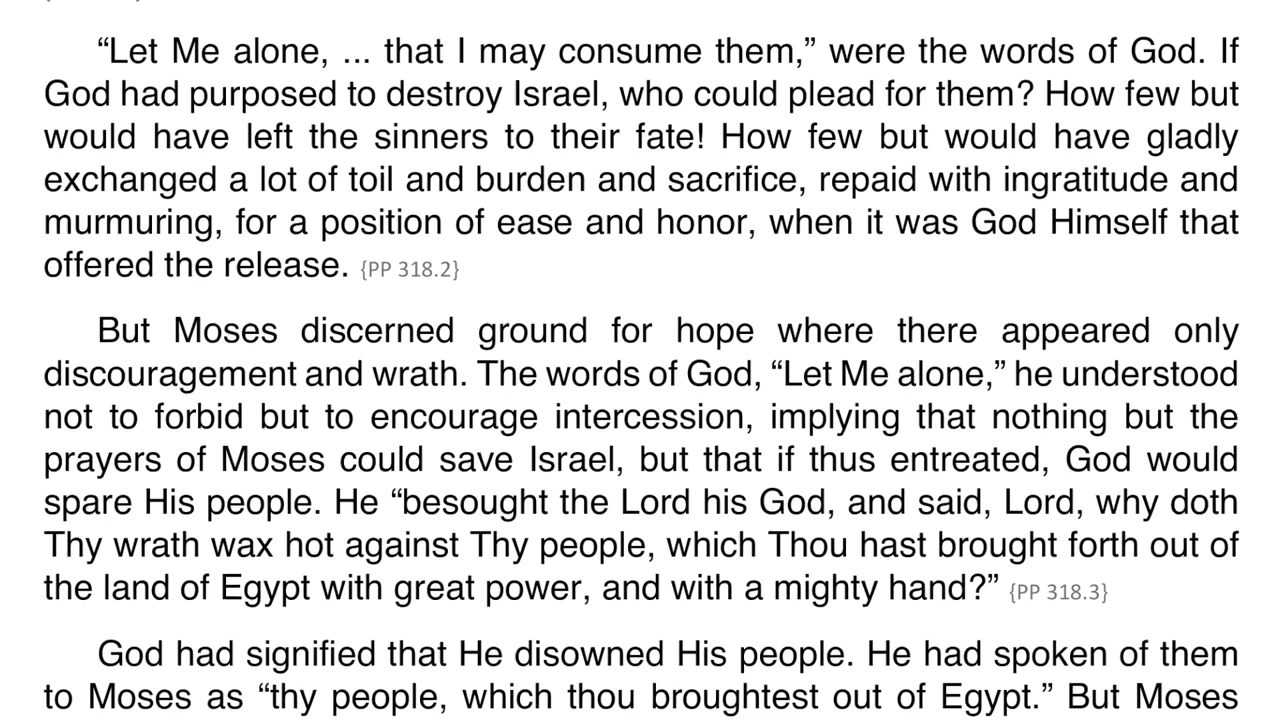 “Let Me alone, ... that I may consume them,” were the words of God. If
God had purposed to destroy Israel, who could plead for them? How few but
would have left the sinners to their fate! How few but would have gladly
exchanged a lot of toil and burden and sacrifice, repaid with ingratitude and
murmuring, for a position of ease and honor, when it was God Himself that
offered the release. {PP 318.2}
But Moses discerned ground for hope where there appeared only
discouragement and wrath. The words of God, “Let Me alone,” he understood
not to forbid but to encourage intercession, implying that nothing but the
prayers of Moses could save Israel, but that if thus entreated, God would
spare His people. He “besought the Lord his God, and said, Lord, why doth
Thy wrath wax hot against Thy people, which Thou hast brought forth out of
the land of Egypt with great power, and with a mighty hand?” {PP 318.3}
God had signified that He disowned His people. He had spoken of them
to Moses as “thy people, which thou broughtest out of Egypt.” But Moses